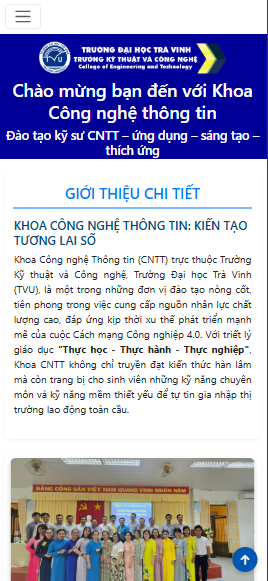 TRƯỜNG ĐẠI HỌC TRÀ VINH
TRƯỜNG KỸ THUẬT VÀ CÔNG NGHỆ
College of Engineering and Technology
TVU
Chào mừng bạn đến với Khoa
Công nghệ thông tin
Đào tạo kỹ sư CNTT – ứng dụng – sáng tạo –
thích ứng
GIỚI THIỆU CHI TIẾT
KHOA CÔNG NGHỆ THÔNG TIN: KIẾN TẠO
TƯƠNG LAI SỐ
Khoa Công nghệ Thông tin (CNTT) trực thuộc Trường
Kỹ thuật và Công nghệ, Trường Đại học Trà Vinh
(TVU), là một trong những đơn vị đào tạo nòng cốt,
tiên phong trong việc cung cấp nguồn nhân lực chất
lượng cao, đáp ứng kịp thời xu thế phát triển mạnh
mẽ của cuộc Cách mạng Công nghiệp 4.0. Với triết lý
giáo dục "Thực học - Thực hành - Thực nghiệp",
Khoa CNTT không chỉ truyền đạt kiến thức hàn lâm
mà còn trang bị cho sinh viên những kỹ năng chuyên
môn và kỹ năng mềm thiết yếu để tự tin gia nhập thị
trường lao động toàn cầu.
ĐẢNG CỘNG SẢN VIỆT NAM QUANG VINH MUÔN NĂM